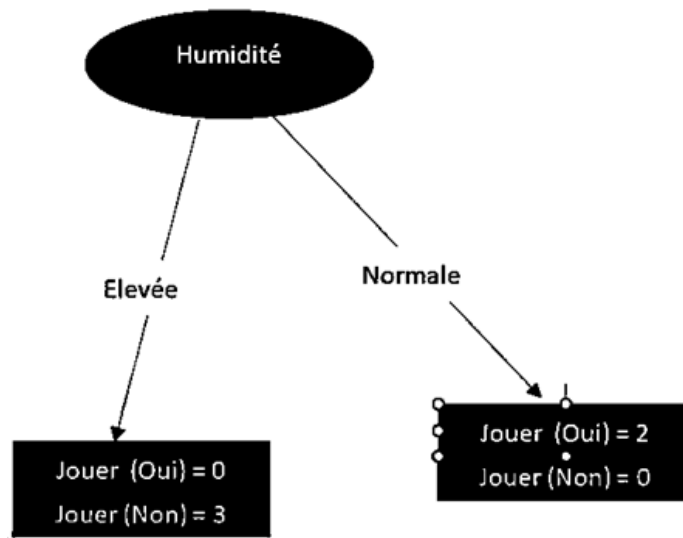 Humidité
Elevée
Normale
Jouer (Oui) = 0
Jouer (Non) = 3
Jouer (Oui) = 2
Jouer (Non) = 0